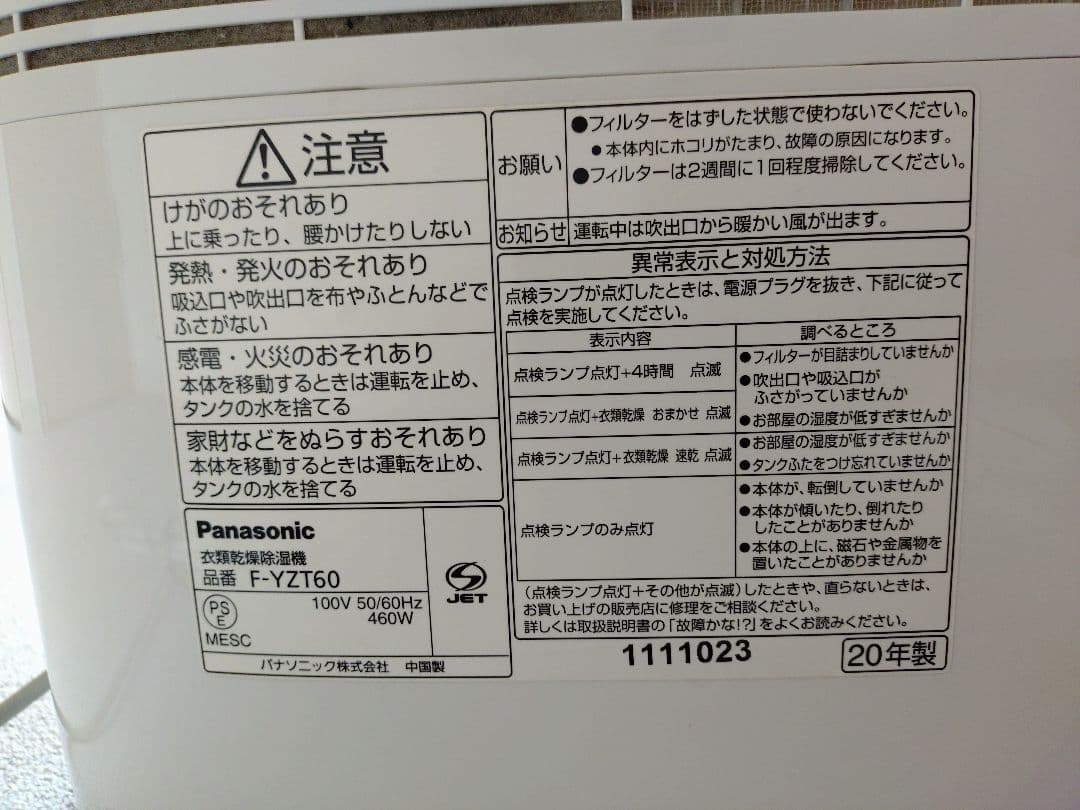 注意
けがのおそれあり
上に乗ったり、腰かけたりしない
発熱・発火のおそれあり
吸込口や吹出口を布やふとんなどで
ふさがない
感電・火災のおそれあり
本体を移動するときは運転を止め、
タンクの水を捨てる
家財などをぬらすおそれあり
本体を移動するときは運転を止め、
タンクの水を捨てる
Panasonic
衣類乾燥除湿機
品番 F-YZT60
PS
E
MESC
100V 50/60Hz
460W
JET
パナソニック株式会社 中国製
お願い
●フィルターをはずした状態で使わないでください。
●本体内にホコリがたまり、故障の原因になります。
●フィルターは2週間に1回程度掃除してください。
お知らせ 運転中は吹出口から暖かい風が出ます。
異常表示と対処方法
点検ランプが点灯したときは、電源プラグを抜き、下記に従って
点検を実施してください。
表示内容 調べるところ
点検ランプ点灯+4時間 点滅
●フィルターが目詰まりしていませんか
●吹出口や吸込口が
ふさがっていませんか
点検ランプ点灯+衣類乾燥 おまかせ 点滅
●お部屋の湿度が低すぎませんか
点検ランプ点灯+衣類乾燥 速乾 点滅
●お部屋の湿度が低すぎませんか
●タンクふたをつけ忘れていませんか
点検ランプのみ点灯
●本体が、転倒していませんか
●本体が傾いたり、倒れたり
したことがありませんか
●本体の上に、磁石や金属物を
置いたことがありませんか
(点検ランプ点灯+その他が点滅)したときや、直らないときは、
お買い上げの販売店に修理をご相談ください。
詳しくは取扱説明書の「故障かな!?」をよくお読みください。
1111023
20年製